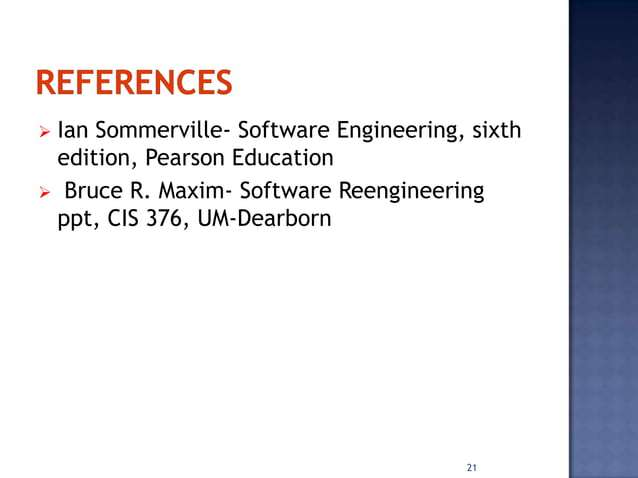 REFERENCES
➢ Ian Sommerville- Software Engineering, sixth
edition, Pearson Education
➢ Bruce R. Maxim- Software Reengineering
ppt, CIS 376, UM-Dearborn
21